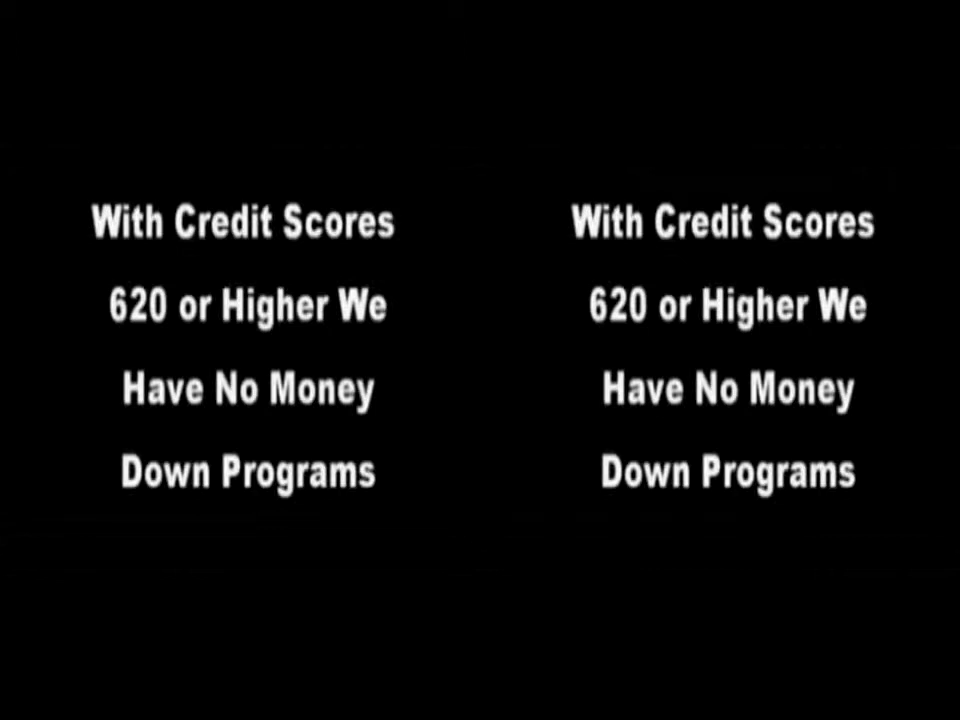 With Credit Scores
620 or Higher We
Have No Money
Down Programs
With Credit Scores
620 or Higher We
Have No Money
Down Programs